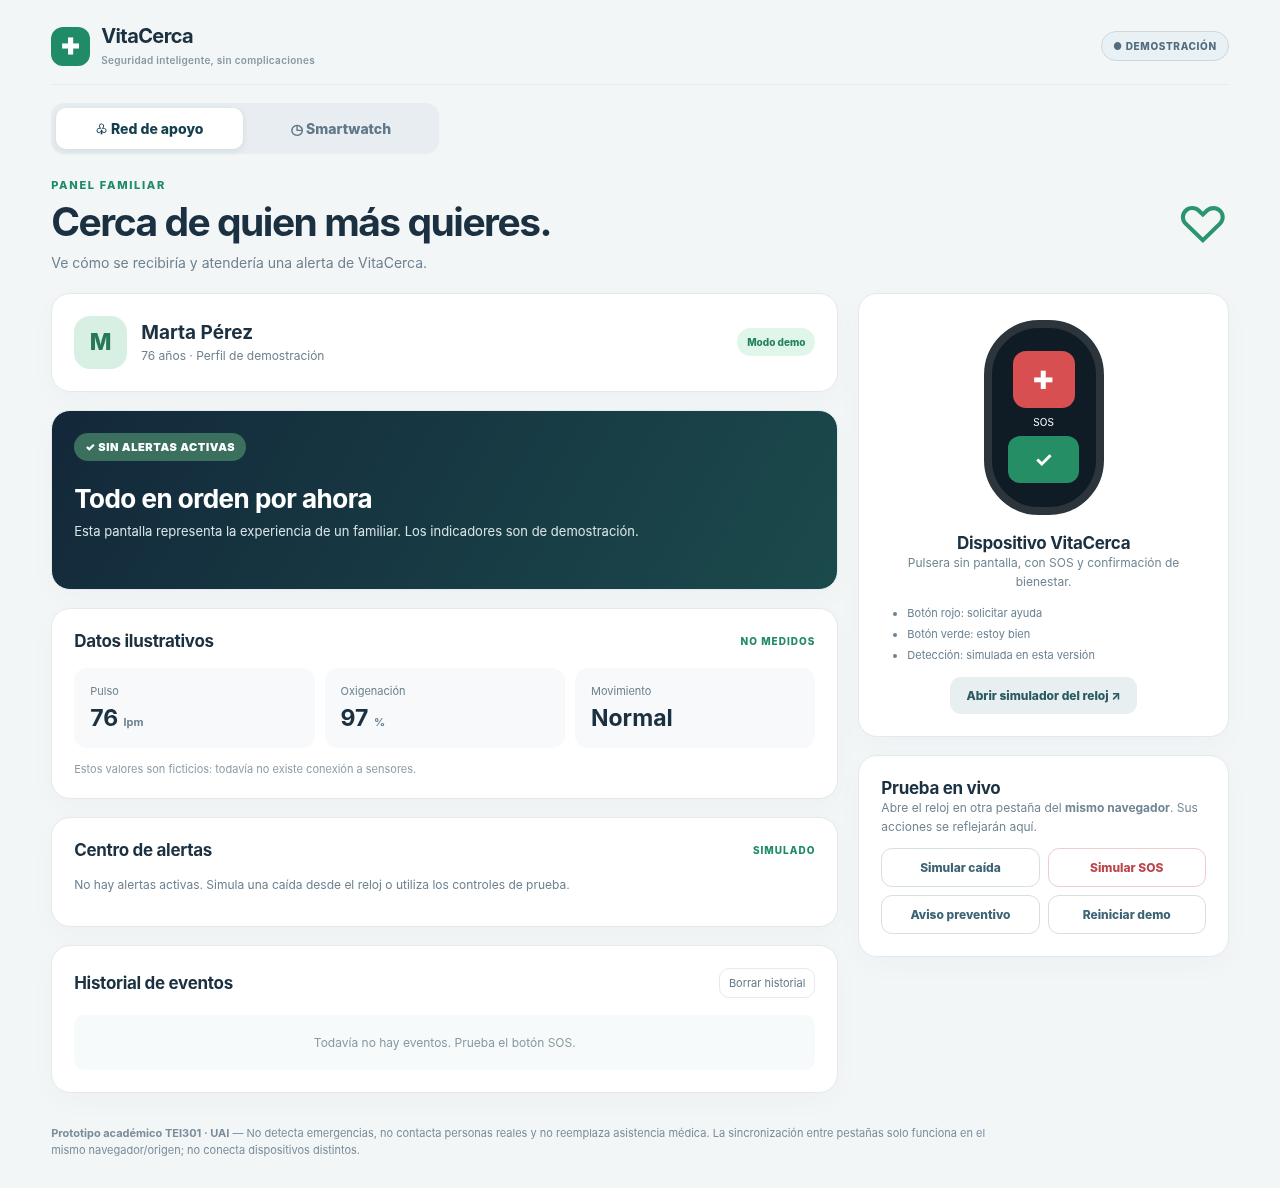 VitaCerca
Seguridad inteligente, sin complicaciones
DEMOSTRACIÓN
Red de apoyo
Smartwatch
PANEL FAMILIAR
Cerca de quien más quieres.
Ve cómo se recibiría y atendería una alerta de VitaCerca.
M
Marta Pérez
76 años · Perfil de demostración
Modo demo
✓ SIN ALERTAS ACTIVAS
Todo en orden por ahora
Esta pantalla representa la experiencia de un familiar. Los indicadores son de demostración.
Datos ilustrativos
NO MEDIDOS
Pulso
76 lpm
Oxigenación
97 %
Movimiento
Normal
Estos valores son ficticios: todavía no existe conexión a sensores.
Centro de alertas
SIMULADO
No hay alertas activas. Simula una caída desde el reloj o utiliza los controles de prueba.
Historial de eventos
Borrar historial
Todavía no hay eventos. Prueba el botón SOS.
SOS
Dispositivo VitaCerca
Pulsera sin pantalla, con SOS y confirmación de
bienestar.
• Botón rojo: solicitar ayuda
• Botón verde: estoy bien
• Detección: simulada en esta versión
Abrir simulador del reloj ↗
Prueba en vivo
Abre el reloj en otra pestaña del mismo navegador. Sus
acciones se reflejarán aquí.
Simular caída
Simular SOS
Aviso preventivo
Reiniciar demo
Prototipo académico TEI301 · UAI — No detecta emergencias, no contacta personas reales y no reemplaza asistencia médica. La sincronización entre pestañas solo funciona en el
mismo navegador/origen; no conecta dispositivos distintos.